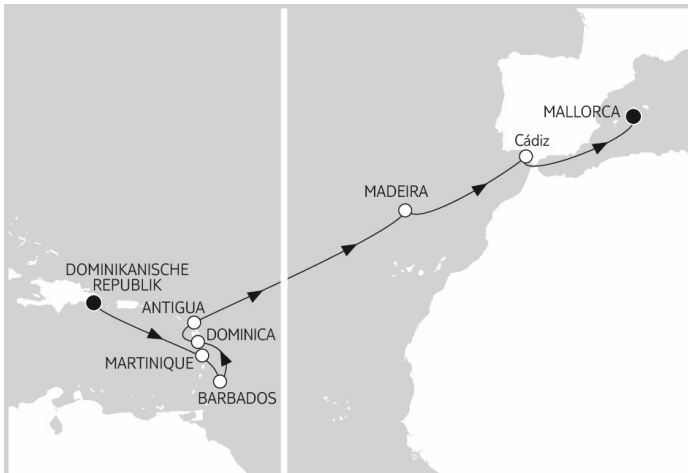 MALLORCA
Cádiz
MADEIRA
DOMINIKANISCHE
REPUBLIK
ANTIGUA
DOMINICA
MARTINIQUE
BARBADOS